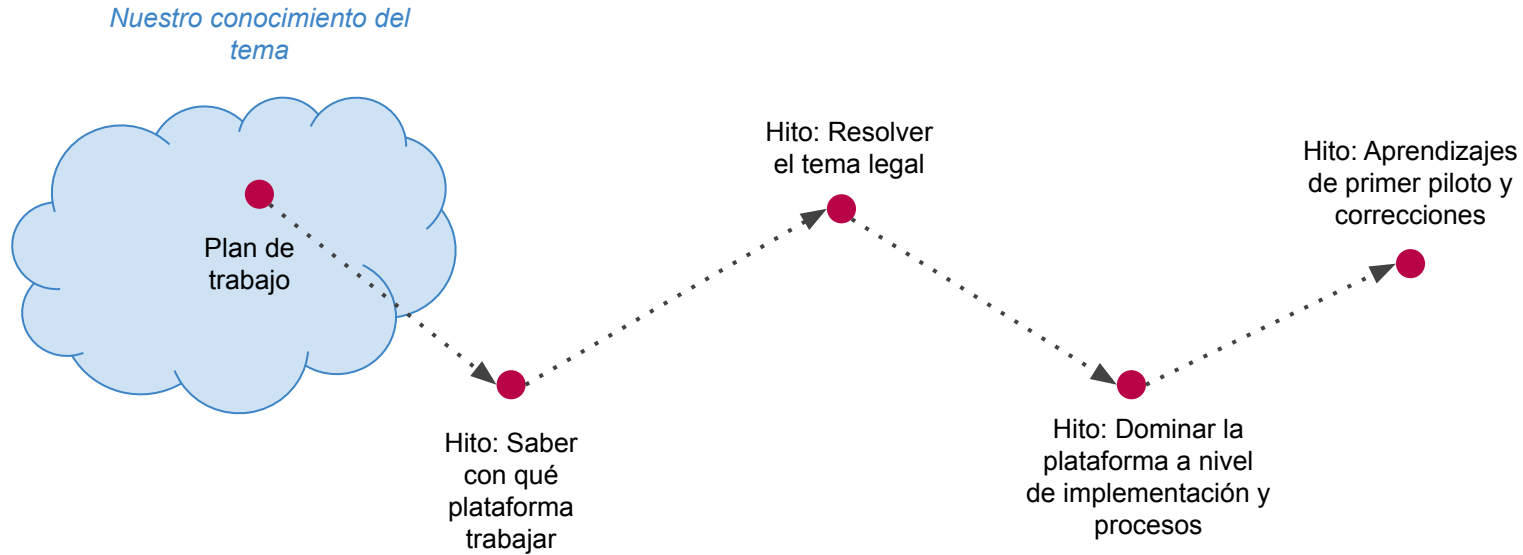 Nuestro conocimiento del
tema
Plan de
trabajo
Hito: Saber
con qué
plataforma
trabajar
Hito: Resolver
el tema legal
Hito: Dominar la
plataforma a nivel
de implementación y
procesos
Hito: Aprendizajes
de primer piloto y
correcciones